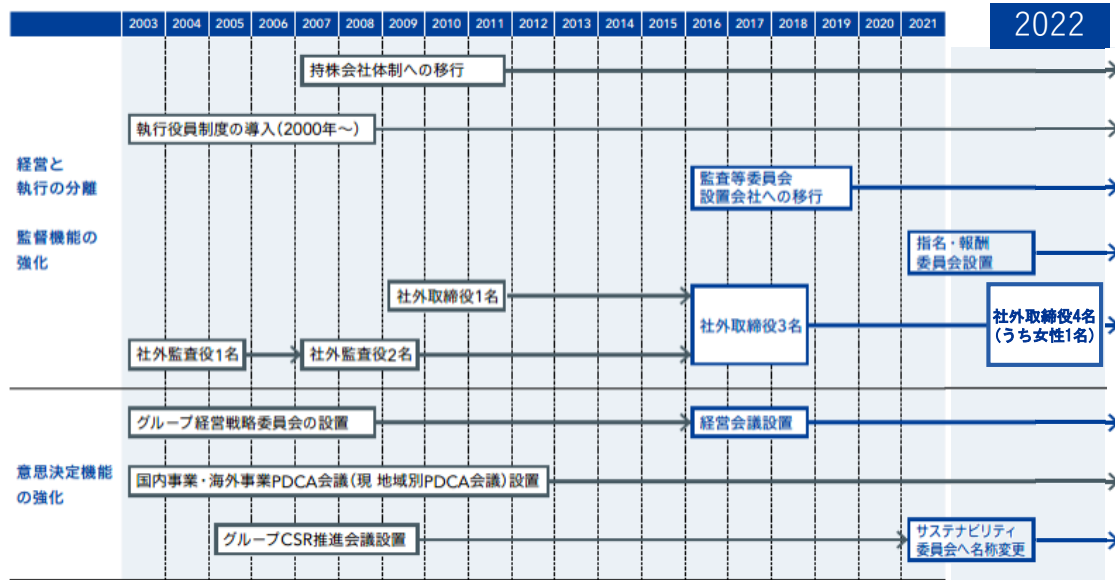 2003 2004 2005 2006 2007 2008 2009 2010 2011 2012 2013 2014 2015 2016 2017 2018 2019 2020 2021 2022
持株会社体制への移行
執行役員制度の導入(2000年〜)
経営と
執行の分離
監督機能の
強化
監査等委員会
設置会社への移行
指名・報酬
委員会設置
社外取締役1名
社外取締役3名
社外取締役4名
(うち女性1名)
社外監査役1名
社外監査役2名
意思決定機能
の強化
グループ経営戦略委員会の設置
経営会議設置
国内事業・海外事業PDCA会議(現 地域別PDCA会議)設置
グループCSR推進会議設置
サステナビリティ
委員会へ名称変更